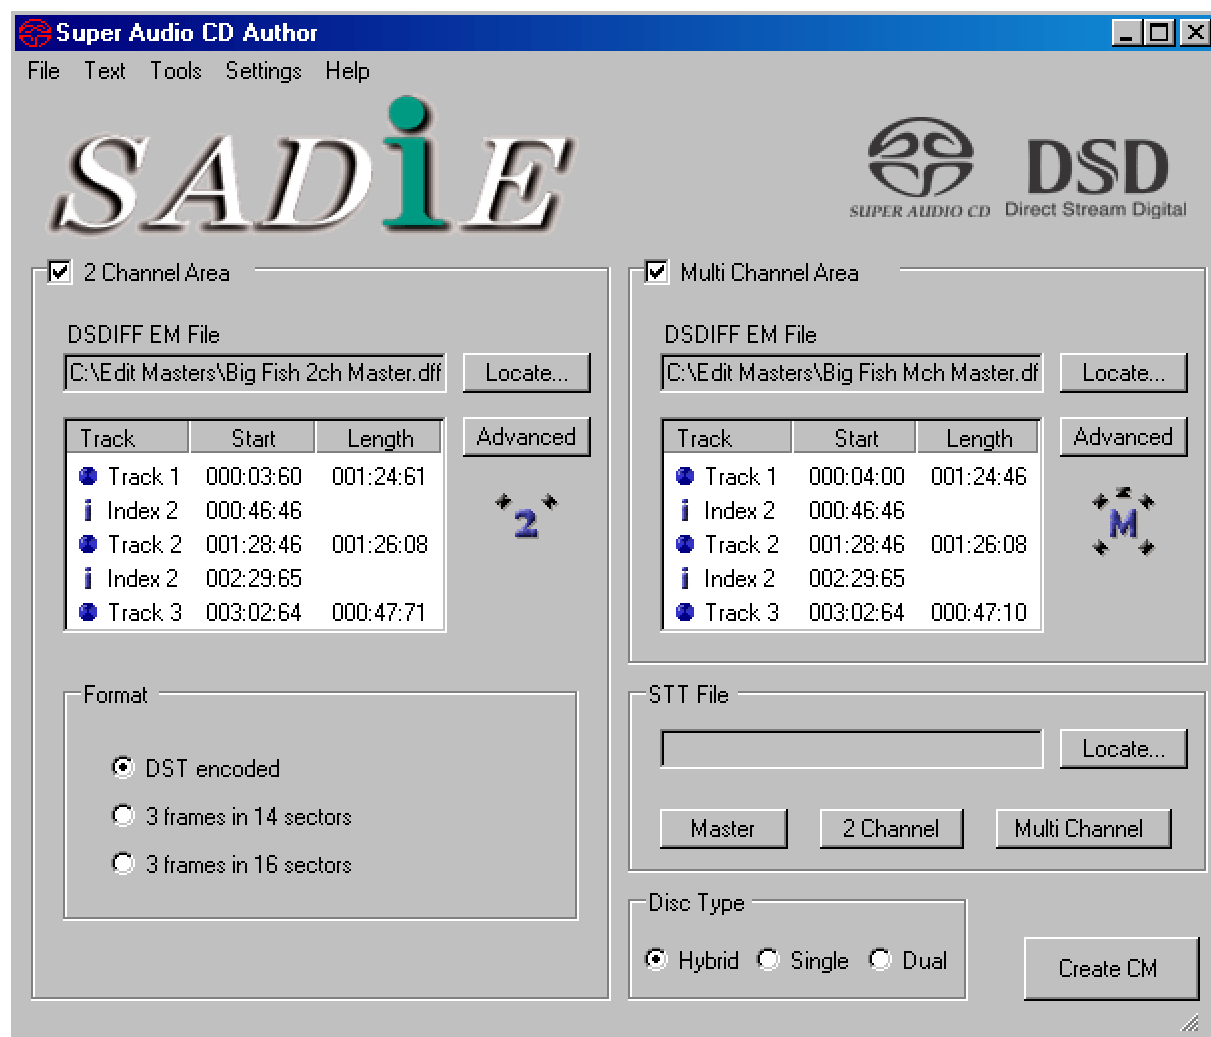 Super Audio CD Author
File Text Tools Settings Help
SADiE
SUPER AUDIO CD
DSD
Direct Stream Digital
2 Channel Area
DSDIFF EM File
C:\Edit Masters\Big Fish 2ch Master.dff
Locate...
Track Start Length
Advanced
Track 1 000:03:60 001:24:61
i Index 2 000:46:46
Track 2 001:28:46 001:26:08
i Index 2 002:29:65
Track 3 003:02:64 000:47:71
2
Format
DST encoded
3 frames in 14 sectors
3 frames in 16 sectors
Multi Channel Area
DSDIFF EM File
C:\Edit Masters\Big Fish Mch Master.df
Locate...
Track Start Length
Advanced
Track 1 000:04:00 001:24:46
i Index 2 000:46:46
Track 2 001:28:46 001:26:08
i Index 2 002:29:65
Track 3 003:02:64 000:47:10
M
STT File
Locate...
Master 2 Channel Multi Channel
Disc Type
Hybrid Single Dual
Create CM